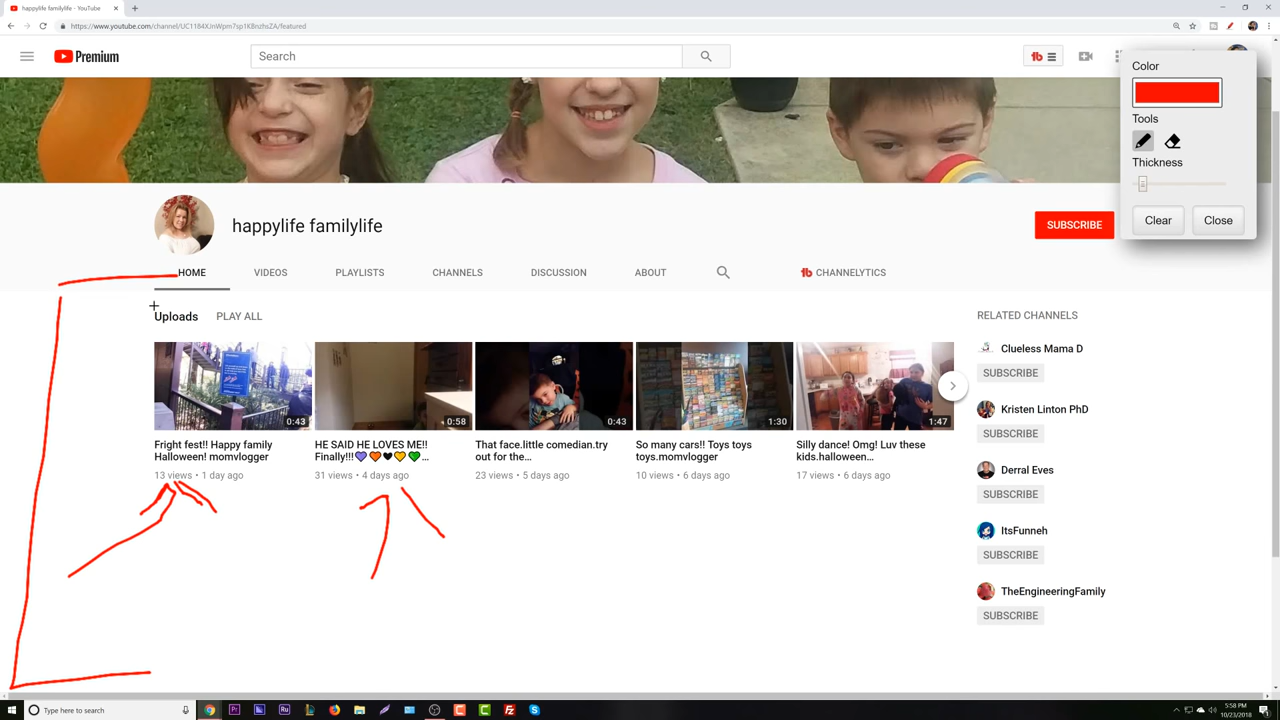 happylife familylife - YouTube
https://www.youtube.com/channel/UC1184XJnWpm7sp1K8nzhsZA/featured
Premium
Search
Color
Tools
Thickness
Clear Close
happylife familylife
SUBSCRIBE
HOME VIDEOS PLAYLISTS CHANNELS DISCUSSION ABOUT CHANNELYTICS
Uploads PLAY ALL
0:43
Fright fest!! Happy family
Halloween! momvlogger
13 views • 1 day ago
0:58
HE SAID HE LOVES ME!!
Finally!!!💜🧡🖤💛💚...
31 views • 4 days ago
0:43
That face.little comedian.try
out for the...
23 views • 5 days ago
1:30
So many cars!! Toys toys
toys.momvlogger
10 views • 6 days ago
1:47
Silly dance! Omg! Luv these
kids.halloween...
17 views • 6 days ago
RELATED CHANNELS
Clueless Mama D
SUBSCRIBE
Kristen Linton PhD
SUBSCRIBE
Derral Eves
SUBSCRIBE
ItsFunneh
SUBSCRIBE
TheEngineeringFamily
SUBSCRIBE
Type here to search
5:58 PM
10/23/2018